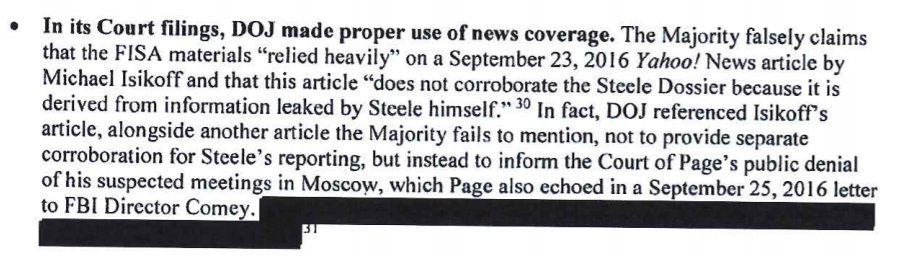 • In its Court filings, DOJ made proper use of news coverage. The Majority falsely claims
that the FISA materials “relied heavily” on a September 23, 2016 Yahoo! News article by
Michael Isikoff and that this article “does not corroborate the Steele Dossier because it is
derived from information leaked by Steele himself.” 30 In fact, DOJ referenced Isikoff’s
article, alongside another article the Majority fails to mention, not to provide separate
corroboration for Steele’s reporting, but instead to inform the Court of Page’s public denial
of his suspected meetings in Moscow, which Page also echoed in a September 25, 2016 letter
to FBI Director Comey.
31